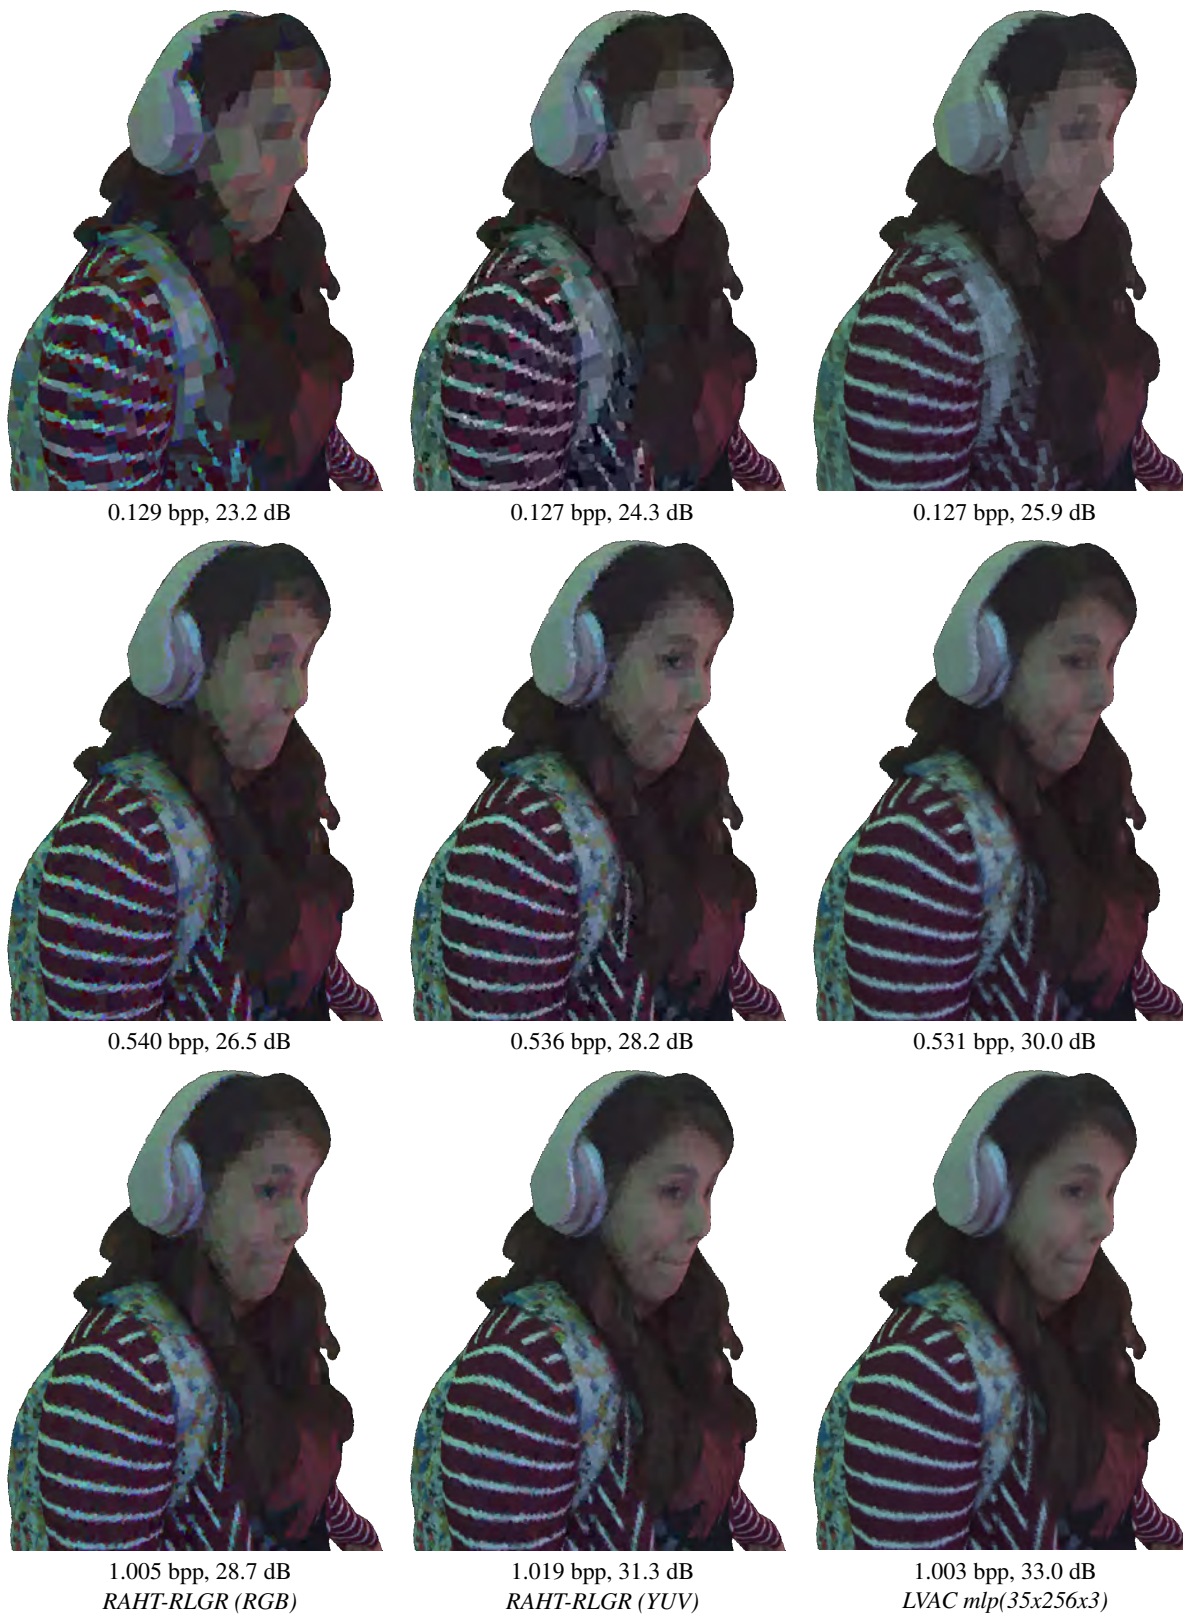 0.129 bpp, 23.2 dB
0.127 bpp, 24.3 dB
0.127 bpp, 25.9 dB
0.540 bpp, 26.5 dB
0.536 bpp, 28.2 dB
0.531 bpp, 30.0 dB
1.005 bpp, 28.7 dB
1.019 bpp, 31.3 dB
1.003 bpp, 33.0 dB
RAHT-RLGR (RGB)
RAHT-RLGR (YUV)
LVAC mlp(35x256x3)